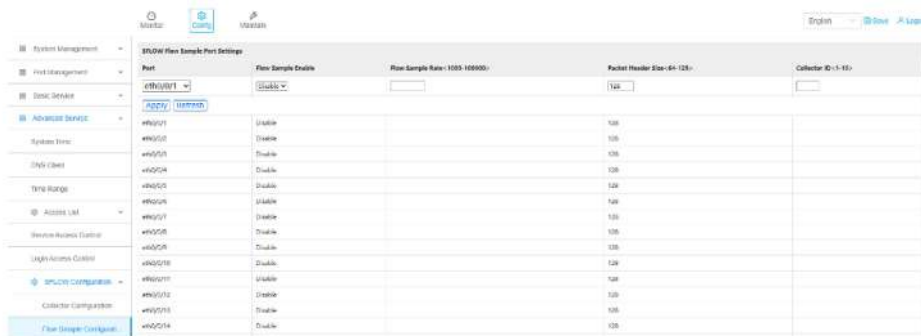 Monitor Config Maintain
English Save Logo
System Management
Port Management
Basic Service
Advanced Service
System Time
DNS Client
Time Range
Access List
Service Access Control
Login Access Control
SFLOW Configuration
Collector Configuration
Flow Sample Configurati...
SFLOW Flow Sample Port Settings
Port Flow Sample Enable Flow Sample Rate<1000-100000> Packet Header Size<64-128> Collector ID<1-10>
eth0/0/1 Disable 128
Apply Refresh
eth0/0/1 Disable 128
eth0/0/2 Disable 128
eth0/0/3 Disable 128
eth0/0/4 Disable 128
eth0/0/5 Disable 128
eth0/0/6 Disable 128
eth0/0/7 Disable 128
eth0/0/8 Disable 128
eth0/0/9 Disable 128
eth0/0/10 Disable 128
eth0/0/11 Disable 128
eth0/0/12 Disable 128
eth0/0/13 Disable 128
eth0/0/14 Disable 128